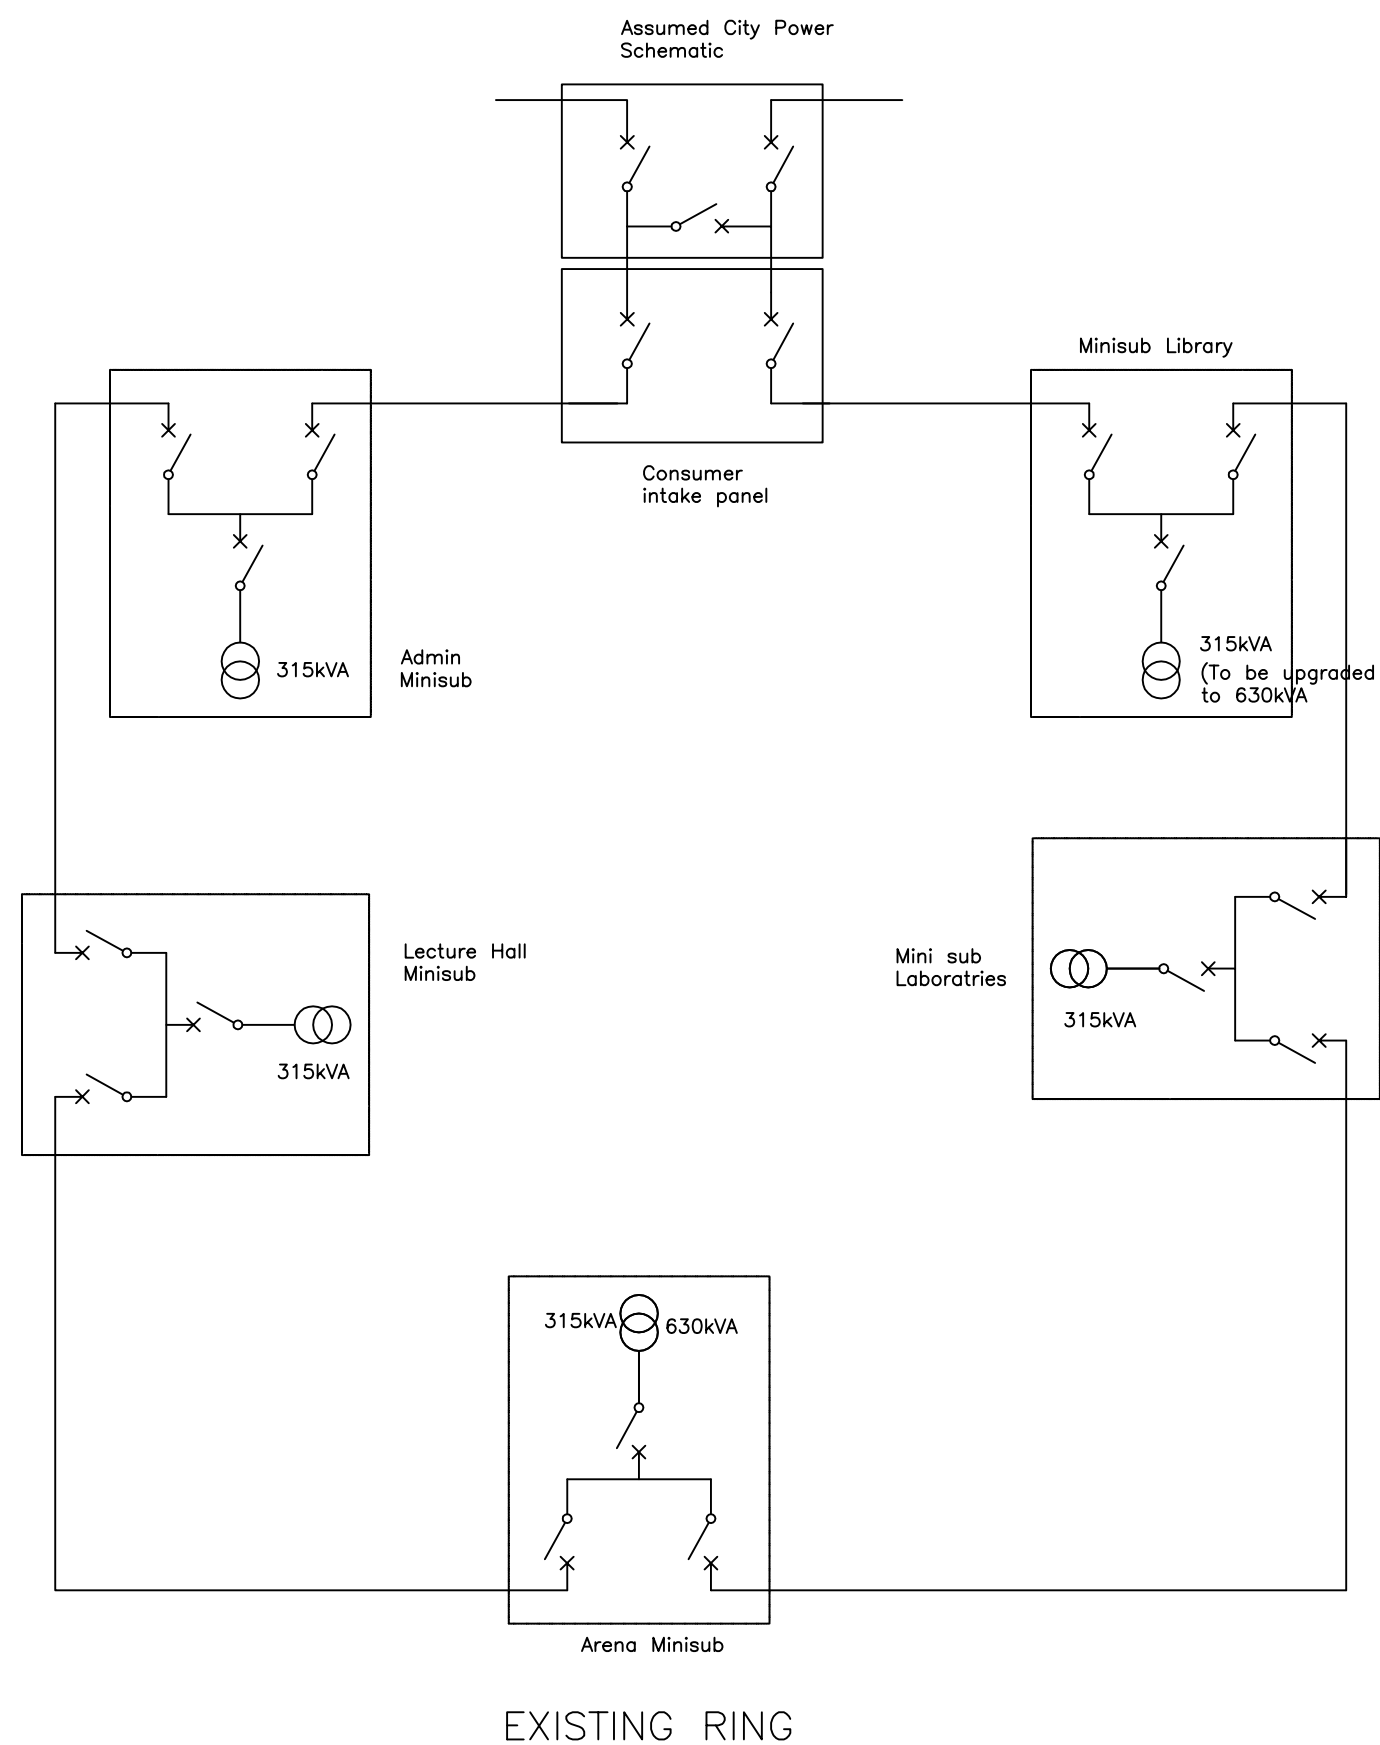 Assumed City Power
Schematic
Minisub Library
Consumer
intake panel
315kVA
Admin
Minisub
315kVA
(To be upgraded
to 630kVA
Lecture Hall
Minisub
315kVA
Mini sub
Laboratries
315kVA
315kVA
630kVA
Arena Minisub
EXISTING RING